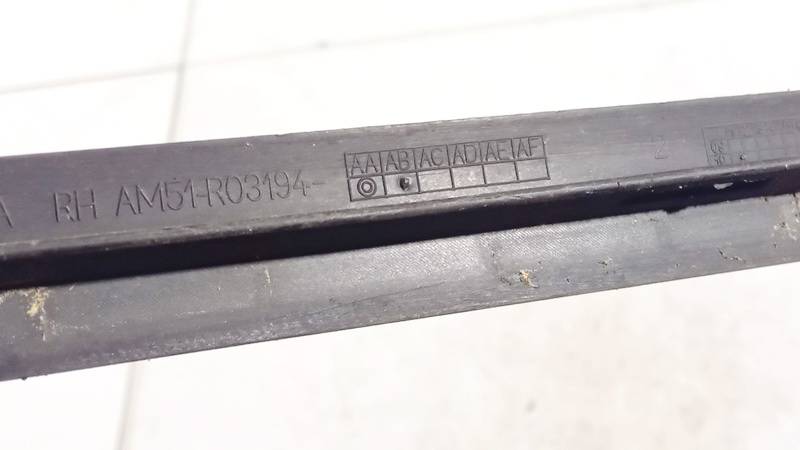 A RH AM51-R03194-
AA AB AC AD AE AF
Z